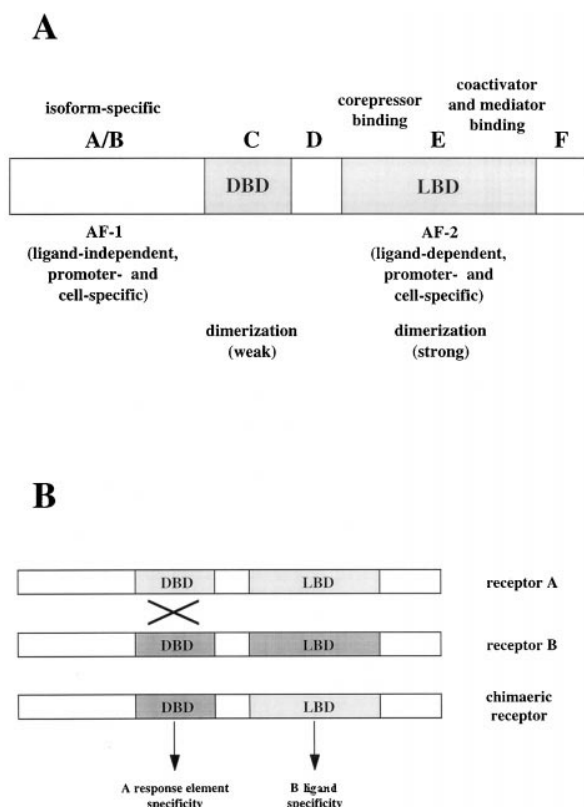 A
isoform-specific
corepressor
binding
coactivator
and mediator
binding
A/B
C
D
E
F
DBD
LBD
AF-1
(ligand-independent,
promoter- and
cell-specific)
AF-2
(ligand-dependent,
promoter- and
cell-specific)
dimerization
(weak)
dimerization
(strong)
B
DBD
LBD
receptor A
DBD
LBD
receptor B
DBD
LBD
chimaeric
receptor
A response element
specificity
B ligand
specificity